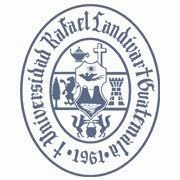 † Universidad Rafael Landívar † Guatemala · 1961 ·